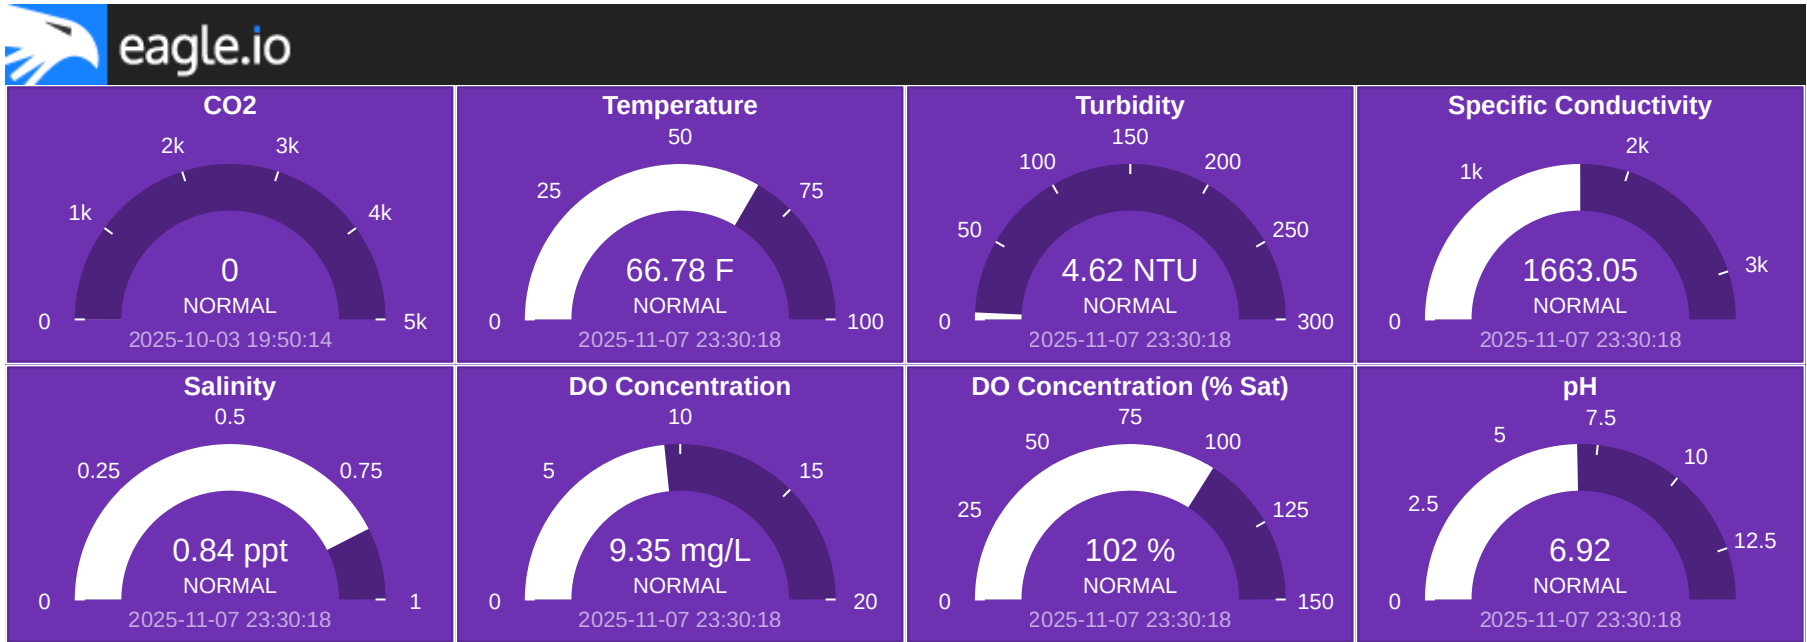 eagle.io
CO2
2k
3k
1k
4k
0
NORMAL
0
5k
2025-10-03 19:50:14
Temperature
50
25
75
66.78 F
NORMAL
0
100
2025-11-07 23:30:18
Turbidity
150
100
200
50
250
4.62 NTU
NORMAL
0
300
2025-11-07 23:30:18
Specific Conductivity
2k
1k
3k
1663.05
NORMAL
0
2025-11-07 23:30:18
Salinity
0.5
0.25
0.75
0.84 ppt
NORMAL
0
1
2025-11-07 23:30:18
DO Concentration
10
5
15
9.35 mg/L
NORMAL
0
20
2025-11-07 23:30:18
DO Concentration (% Sat)
75
50
100
25
125
102 %
NORMAL
0
150
2025-11-07 23:30:18
pH
7.5
5
10
2.5
12.5
6.92
NORMAL
0
2025-11-07 23:30:18